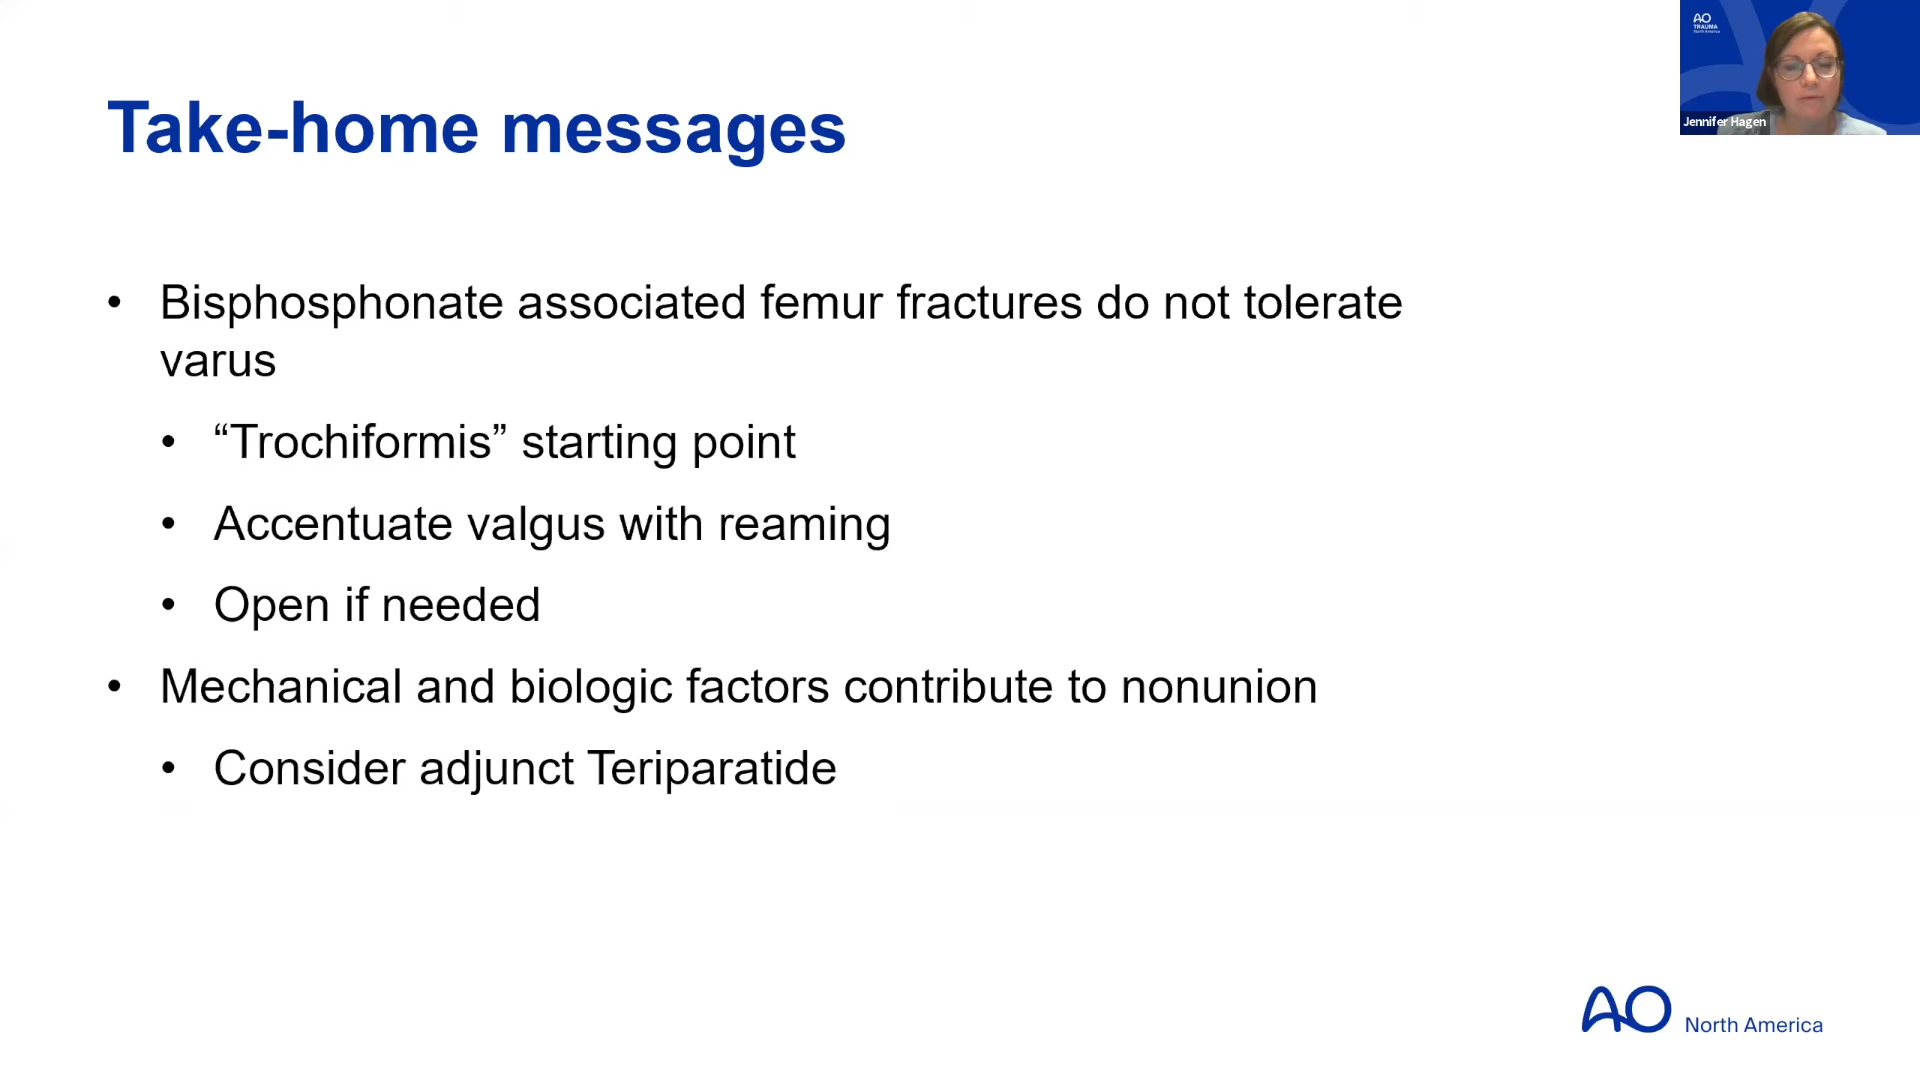 AO
TRAUMA
North America
Jennifer Hagen
Take-home messages
• Bisphosphonate associated femur fractures do not tolerate
varus
• “Trochiformis” starting point
• Accentuate valgus with reaming
• Open if needed
• Mechanical and biologic factors contribute to nonunion
• Consider adjunct Teriparatide
AO North America